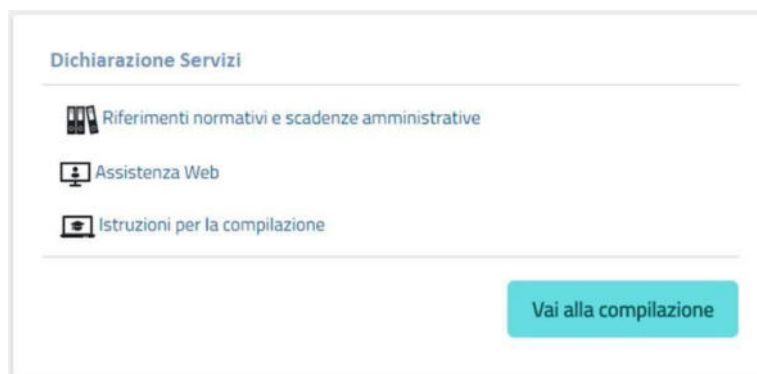 Dichiarazione Servizi
Riferimenti normativi e scadenze amministrative
Assistenza Web
Istruzioni per la compilazione
Vai alla compilazione